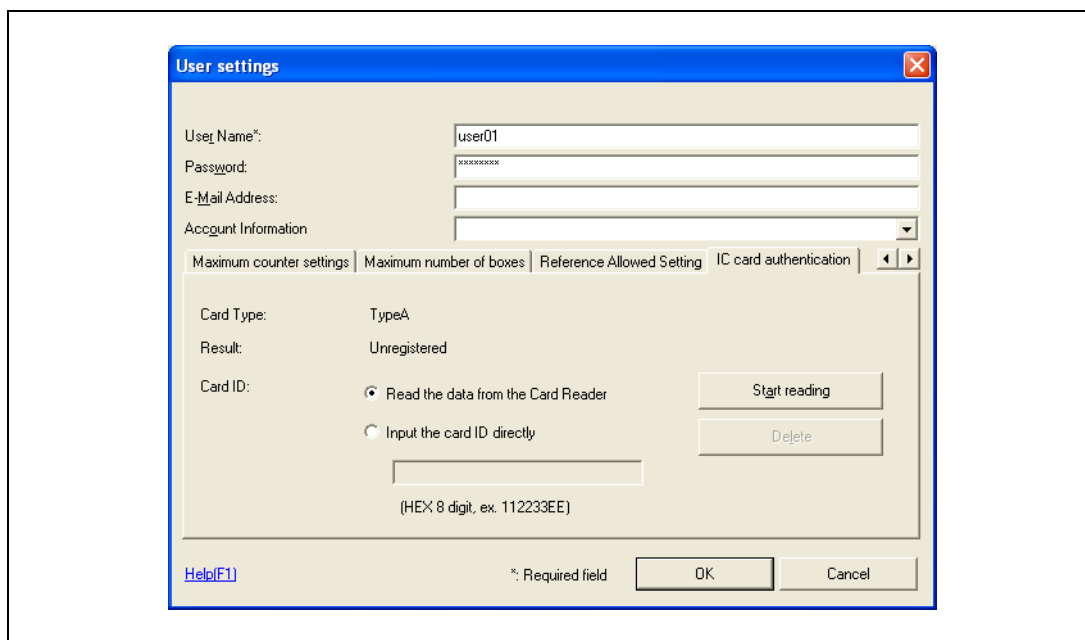 User settings
User Name*:
user01
Password:
********
E-Mail Address:
Account Information
Maximum counter settings
Maximum number of boxes
Reference Allowed Setting
IC card authentication
Card Type:
TypeA
Result:
Unregistered
Card ID:
Read the data from the Card Reader
Start reading
Input the card ID directly
Delete
(HEX 8 digit, ex. 112233EE)
Help(F1)
*: Required field
OK
Cancel